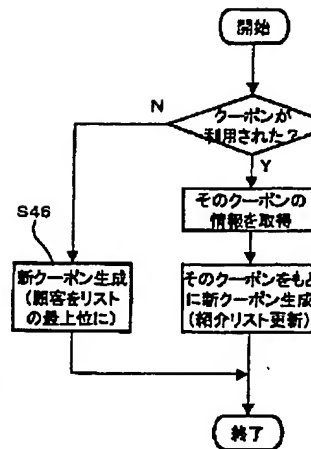 開始
クーポンが
利用された?
N
Y
そのクーポンの
情報を取得
S46
新クーポン生成
(顧客をリスト
の最上位に)
そのクーポンをもと
に新クーポン生成
(紹介リスト更新)
終了